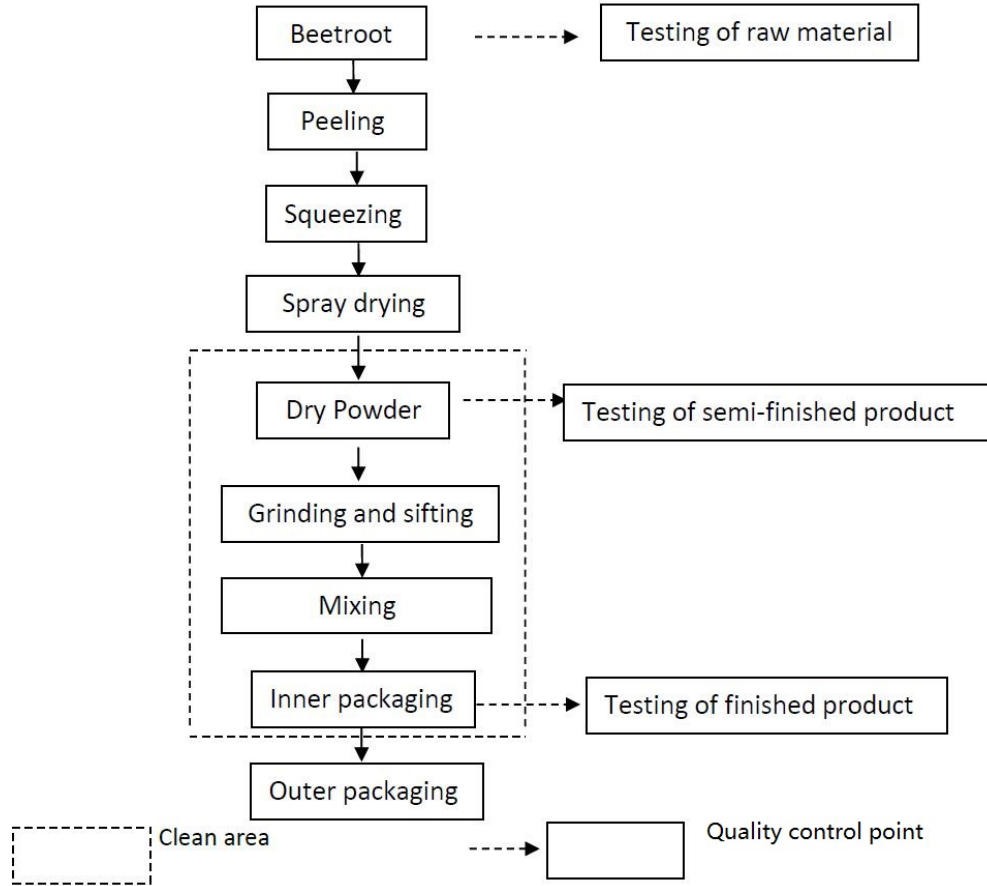 Beetroot
Testing of raw material
Peeling
Squeezing
Spray drying
Dry Powder
Testing of semi-finished product
Grinding and sifting
Mixing
Inner packaging
Testing of finished product
Outer packaging
Clean area
Quality control point